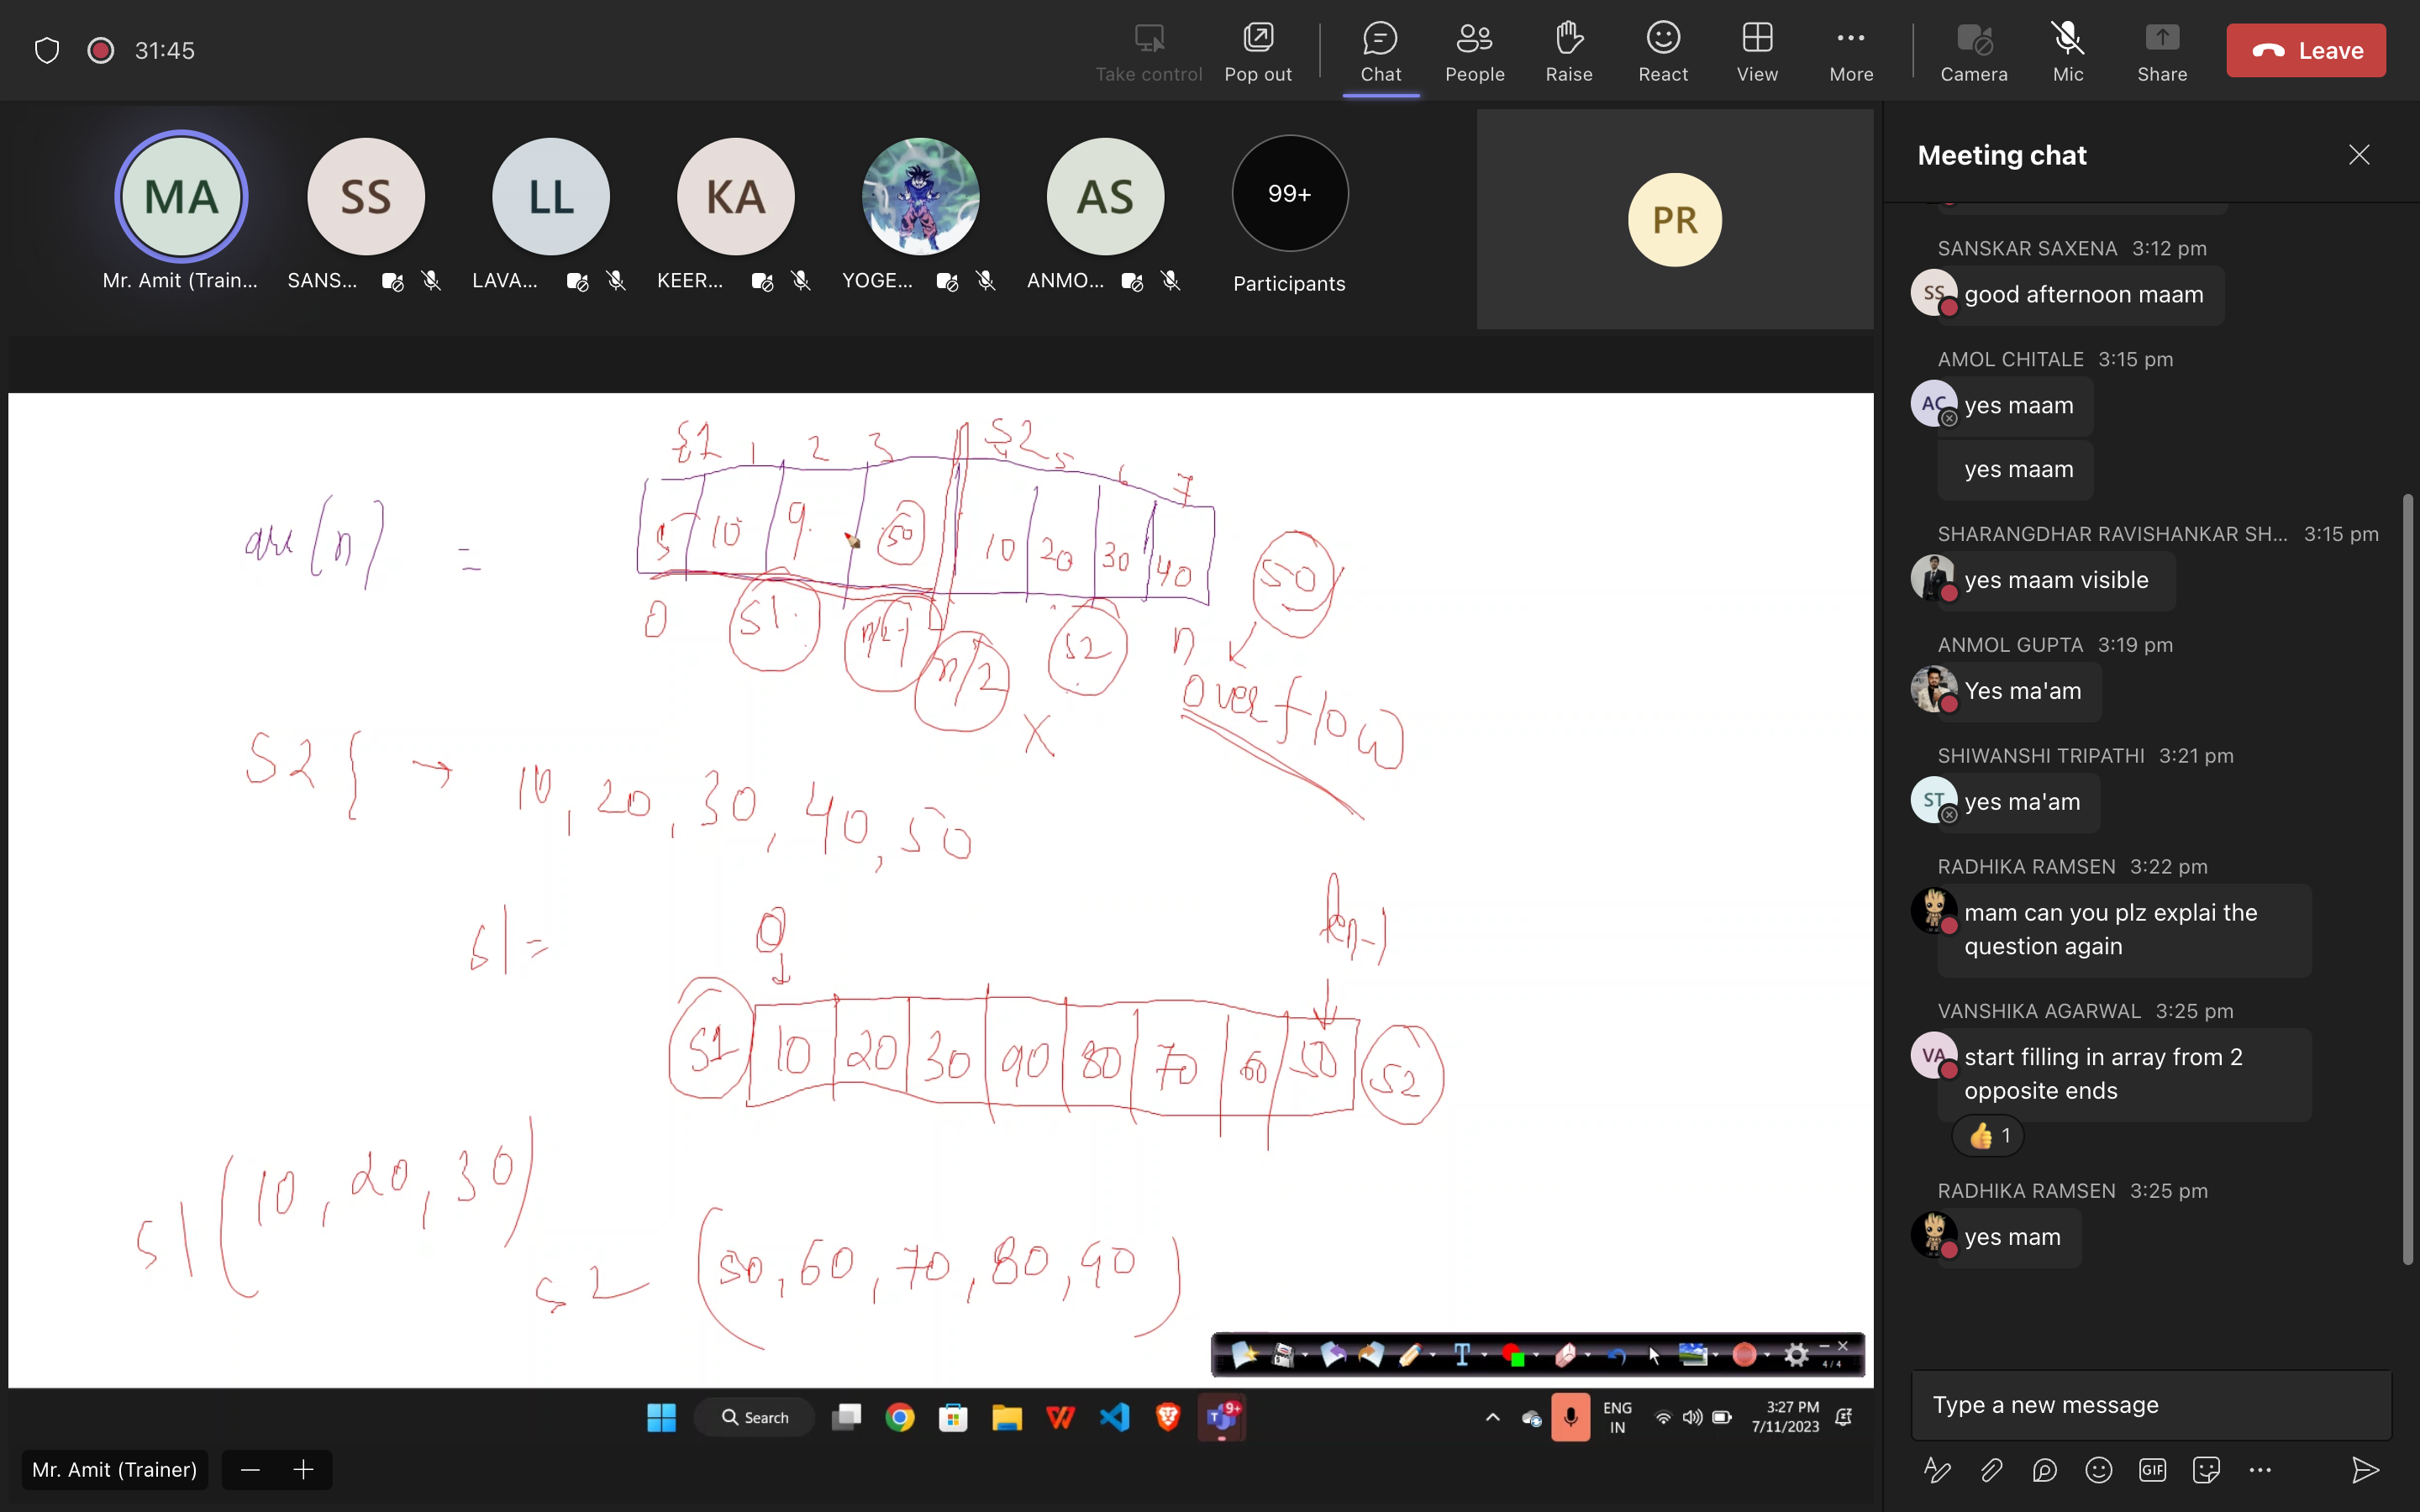 31:45
Take control
Pop out
Chat
People
Raise
React
View
More
Camera
Mic
Share
Leave
MA
SS
LL
KA
AS
99+
PR
Mr. Amit (Train...
SANS...
LAVA...
KEER...
YOGE...
ANMO...
Participants
S1 1 2 3 S2 4 5 6 7
arr[n] =
5 10 9 50 10 20 30 40
50
0 S1 n/2-1 n/2 S2 n
X
overflow
S2 [ → 10, 20, 30, 40, 50
S1 =
0
n-1
S1 10 20 30 90 80 70 60 50 S2
S1 (10, 20, 30)
S2 (50, 60, 70, 80, 90)
4/4
Search
9+
ENG
IN
3:27 PM
7/11/2023
Mr. Amit (Trainer)
Meeting chat
SANSKAR SAXENA 3:12 pm
SS
good afternoon maam
AMOL CHITALE 3:15 pm
AC
yes maam
yes maam
SHARANGDHAR RAVISHANKAR SH... 3:15 pm
yes maam visible
ANMOL GUPTA 3:19 pm
Yes ma'am
SHIWANSHI TRIPATHI 3:21 pm
ST
yes ma'am
RADHIKA RAMSEN 3:22 pm
mam can you plz explai the
question again
VANSHIKA AGARWAL 3:25 pm
VA
start filling in array from 2
opposite ends
1
RADHIKA RAMSEN 3:25 pm
yes mam
Type a new message
GIF